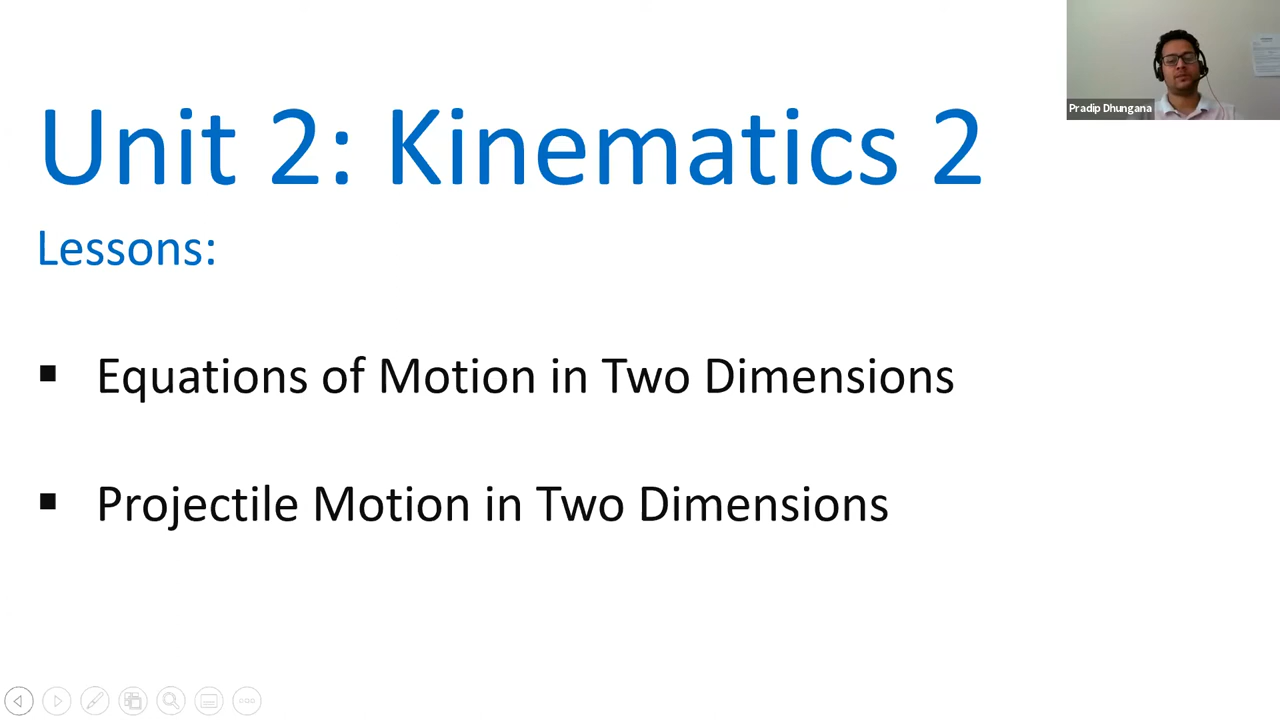 Unit 2: Kinematics 2
Lessons:
▪ Equations of Motion in Two Dimensions
▪ Projectile Motion in Two Dimensions
Pradip Dhungana